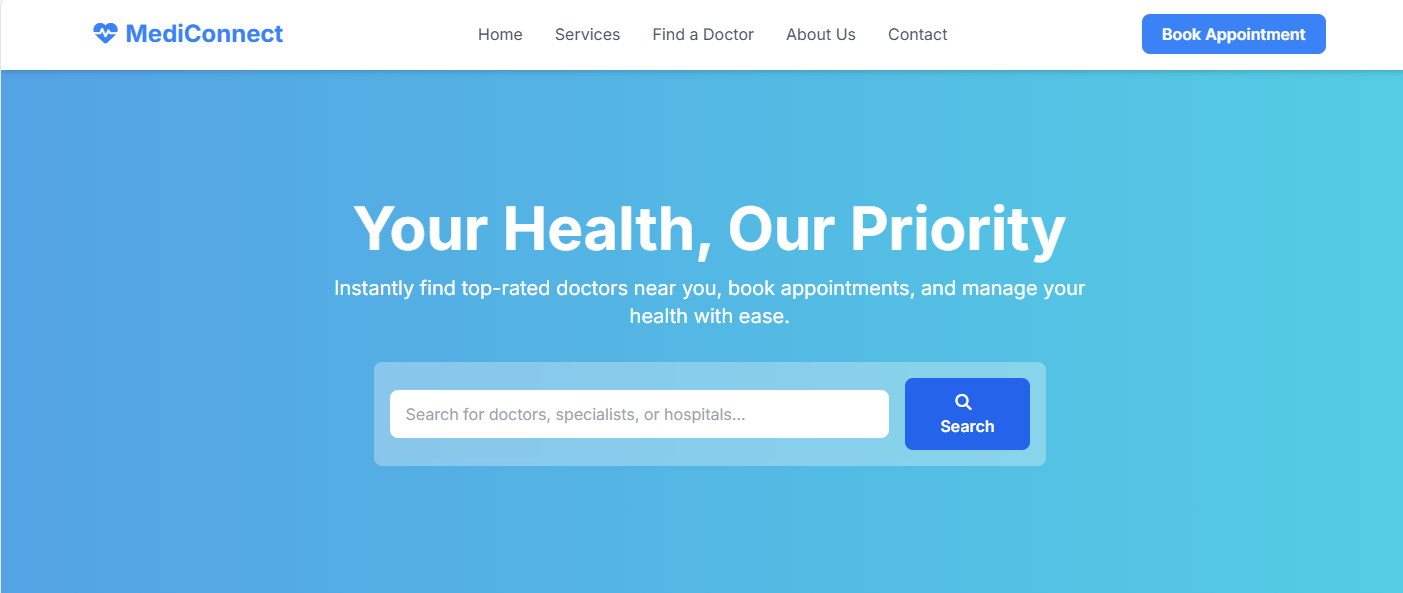 MediConnect
Home
Services
Find a Doctor
About Us
Contact
Book Appointment
Your Health, Our Priority
Instantly find top-rated doctors near you, book appointments, and manage your
health with ease.
Search for doctors, specialists, or hospitals...
Search